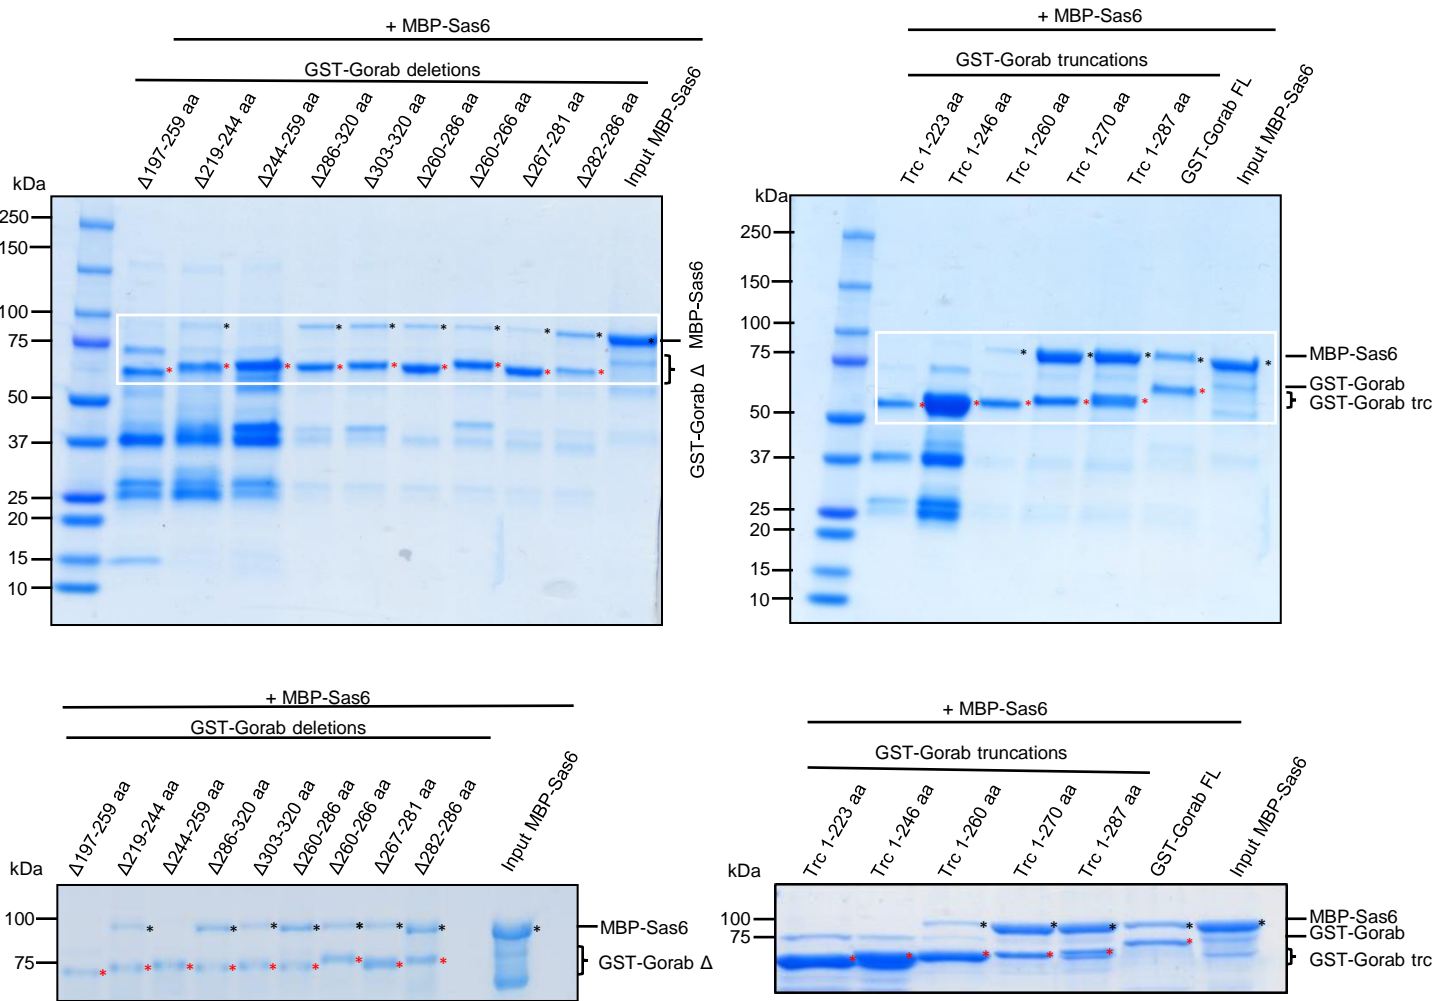 + MBP-Sas6
GST-Gorab deletions
Δ197-259 aa
Δ219-244 aa
Δ244-259 aa
Δ286-320 aa
Δ303-320 aa
Δ260-286 aa
Δ260-266 aa
Δ267-281 aa
Δ282-286 aa
Input MBP-Sas6
kDa
250
150
100
75
50
37
25
20
15
10
MBP-Sas6
GST-Gorab Δ
+ MBP-Sas6
GST-Gorab truncations
Trc 1-223 aa
Trc 1-246 aa
Trc 1-260 aa
Trc 1-270 aa
Trc 1-287 aa
GST-Gorab FL
Input MBP-Sas6
kDa
250
150
100
75
50
37
25
20
15
10
MBP-Sas6
GST-Gorab
GST-Gorab trc
+ MBP-Sas6
GST-Gorab deletions
Δ197-259 aa
Δ219-244 aa
Δ244-259 aa
Δ286-320 aa
Δ303-320 aa
Δ260-286 aa
Δ260-266 aa
Δ267-281 aa
Δ282-286 aa
Input MBP-Sas6
kDa
100
75
MBP-Sas6
GST-Gorab Δ
+ MBP-Sas6
GST-Gorab truncations
Trc 1-223 aa
Trc 1-246 aa
Trc 1-260 aa
Trc 1-270 aa
Trc 1-287 aa
GST-Gorab FL
Input MBP-Sas6
kDa
100
75
MBP-Sas6
GST-Gorab
GST-Gorab trc